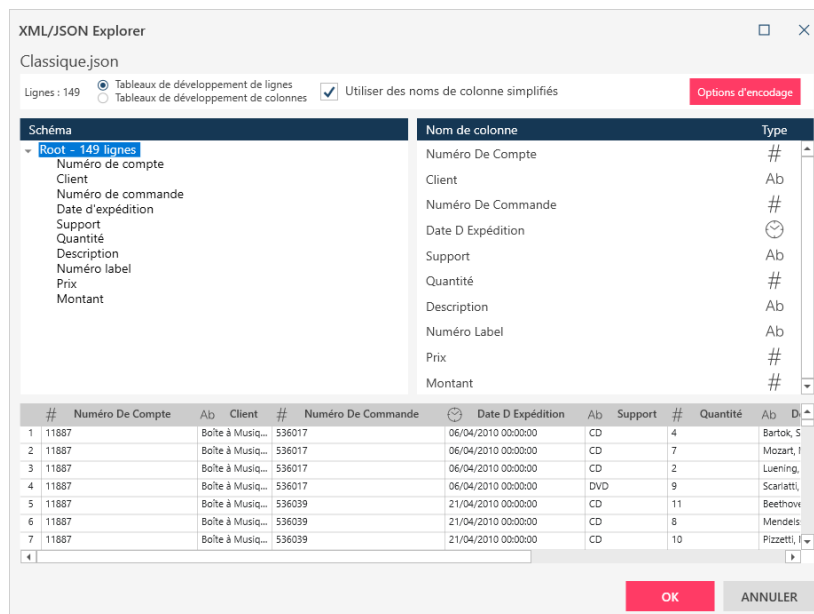 XML/JSON Explorer
Classique.json
Lignes : 149
Tableaux de développement de lignes
Tableaux de développement de colonnes
Utiliser des noms de colonne simplifiés
Options d'encodage
Schéma
Root - 149 lignes
Numéro de compte
Client
Numéro de commande
Date d'expédition
Support
Quantité
Description
Numéro label
Prix
Montant
Nom de colonne Type
Numéro De Compte #
Client Ab
Numéro De Commande #
Date D Expédition
Support Ab
Quantité #
Description Ab
Numéro Label Ab
Prix #
Montant #
# Numéro De Compte Ab Client # Numéro De Commande Date D Expédition Ab Support # Quantité Ab
1 11887 Boîte à Musiq... 536017 06/04/2010 00:00:00 CD 4 Bartok, S
2 11887 Boîte à Musiq... 536017 06/04/2010 00:00:00 CD 7 Mozart,
3 11887 Boîte à Musiq... 536017 06/04/2010 00:00:00 CD 2 Luening,
4 11887 Boîte à Musiq... 536017 06/04/2010 00:00:00 DVD 9 Scarlatti,
5 11887 Boîte à Musiq... 536039 21/04/2010 00:00:00 CD 11 Beethove
6 11887 Boîte à Musiq... 536039 21/04/2010 00:00:00 CD 8 Mendels
7 11887 Boîte à Musiq... 536039 21/04/2010 00:00:00 CD 10 Pizzetti,
OK ANNULER